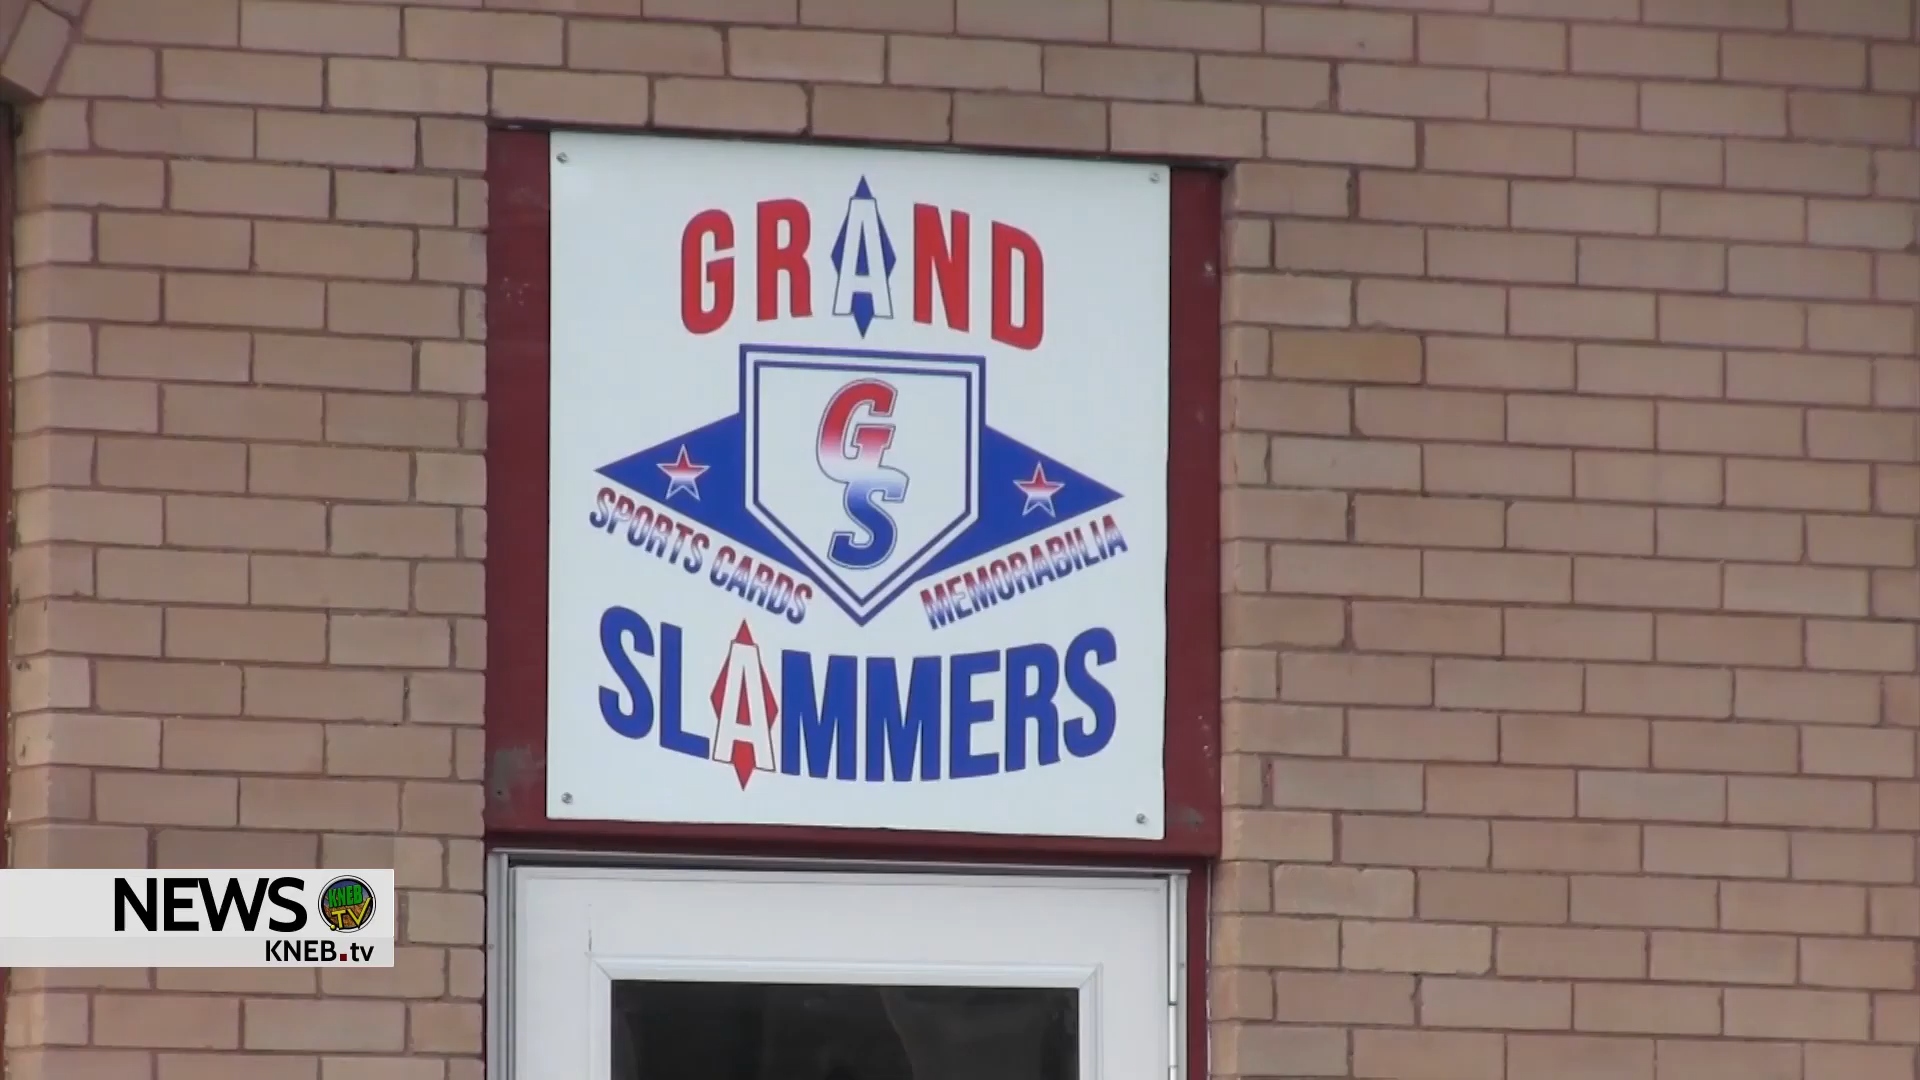 GRAND
GS
SPORTS CARDS
MEMORABILIA
SLAMMERS
NEWS
KNEB
.TV
KNEB.tv